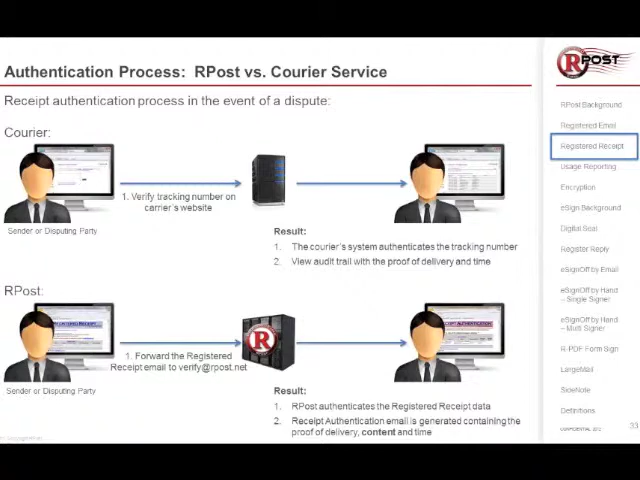 Authentication Process: RPost vs. Courier Service
Receipt authentication process in the event of a dispute:
Courier:
1. Verify tracking number on
carrier's website
Sender or Disputing Party
Result:
1. The courier's system authenticates the tracking number
2. View audit trail with the proof of delivery and time
RPost:
1. Forward the Registered
Receipt email to verify@rpost.net
Sender or Disputing Party
R
Result:
1. RPost authenticates the Registered Receipt data
2. Receipt Authentication email is generated containing the
proof of delivery, content and time
RPOST
RPost Background
Registered Email
Registered Receipt
Usage Reporting
Encryption
eSign Background
Digital Seal
Register Reply
eSignOff by Email
eSignOff by Hand
– Single Signer
eSignOff by Hand
– Multi Signer
R-PDF Form Sign
LargeMail
SideNote
Definitions
33